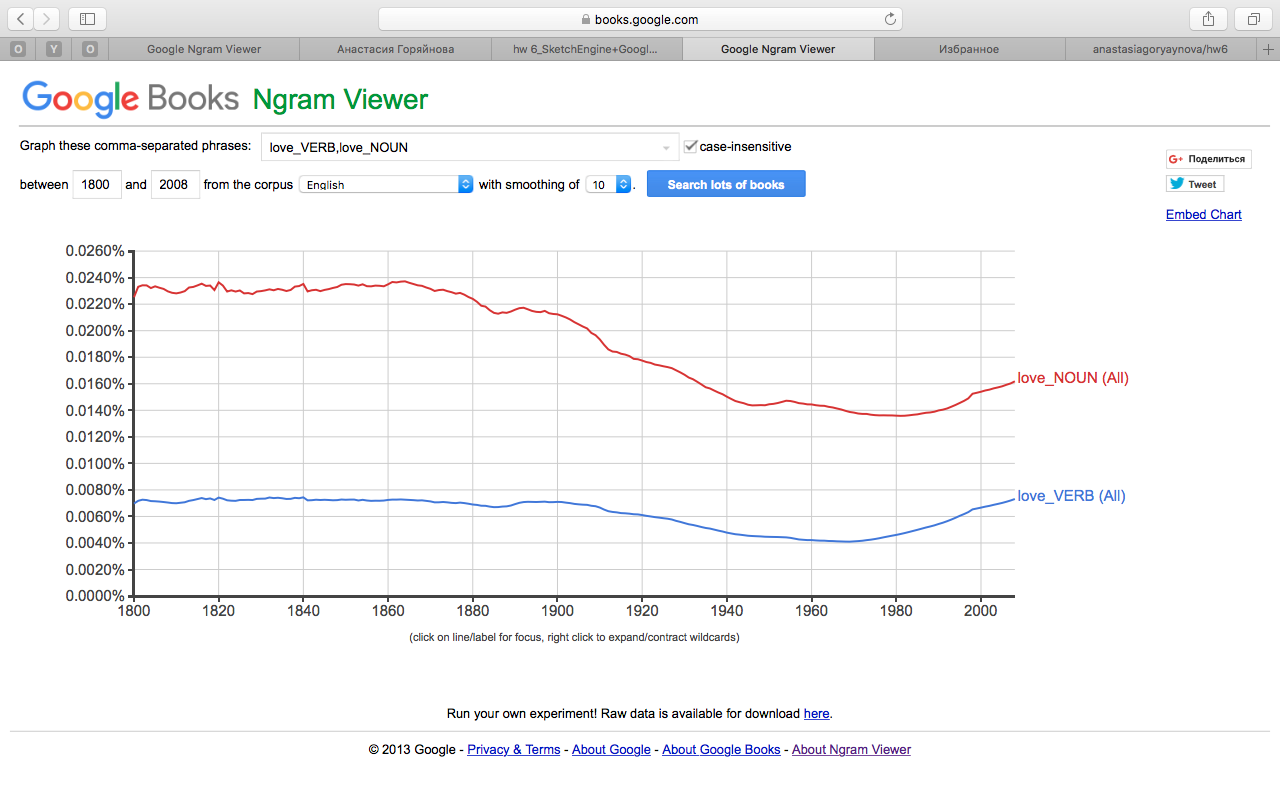 books.google.com
O Y O Google Ngram Viewer Анастасия Горяйнова hw 6_SketchEngine+Googl... Google Ngram Viewer Избранное anastasiagoryaynova/hw6
Google Books Ngram Viewer
Graph these comma-separated phrases: love_VERB,love_NOUN case-insensitive
between 1800 and 2008 from the corpus English with smoothing of 10 . Search lots of books
G+ Поделиться
Tweet
Embed Chart
0.0260%
0.0240%
0.0220%
0.0200%
0.0180%
0.0160%
0.0140%
0.0120%
0.0100%
0.0080%
0.0060%
0.0040%
0.0020%
0.0000%
love_NOUN (All)
love_VERB (All)
1800 1820 1840 1860 1880 1900 1920 1940 1960 1980 2000
(click on line/label for focus, right click to expand/contract wildcards)
Run your own experiment! Raw data is available for download here.
© 2013 Google - Privacy & Terms - About Google - About Google Books - About Ngram Viewer